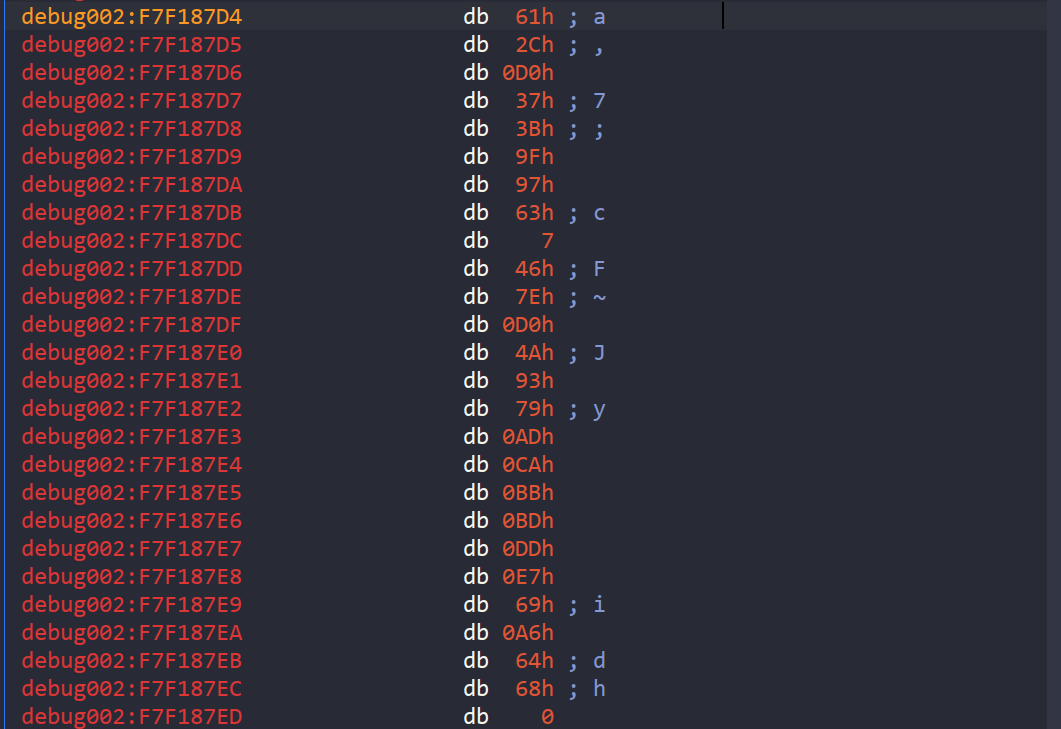 debug002:F7F187D4 db 61h ; a
debug002:F7F187D5 db 2Ch ; ,
debug002:F7F187D6 db 0D0h
debug002:F7F187D7 db 37h ; 7
debug002:F7F187D8 db 3Bh ; ;
debug002:F7F187D9 db 9Fh
debug002:F7F187DA db 97h
debug002:F7F187DB db 63h ; c
debug002:F7F187DC db 7
debug002:F7F187DD db 46h ; F
debug002:F7F187DE db 7Eh ; ~
debug002:F7F187DF db 0D0h
debug002:F7F187E0 db 4Ah ; J
debug002:F7F187E1 db 93h
debug002:F7F187E2 db 79h ; y
debug002:F7F187E3 db 0ADh
debug002:F7F187E4 db 0CAh
debug002:F7F187E5 db 0BBh
debug002:F7F187E6 db 0BDh
debug002:F7F187E7 db 0DDh
debug002:F7F187E8 db 0E7h
debug002:F7F187E9 db 69h ; i
debug002:F7F187EA db 0A6h
debug002:F7F187EB db 64h ; d
debug002:F7F187EC db 68h ; h
debug002:F7F187ED db 0